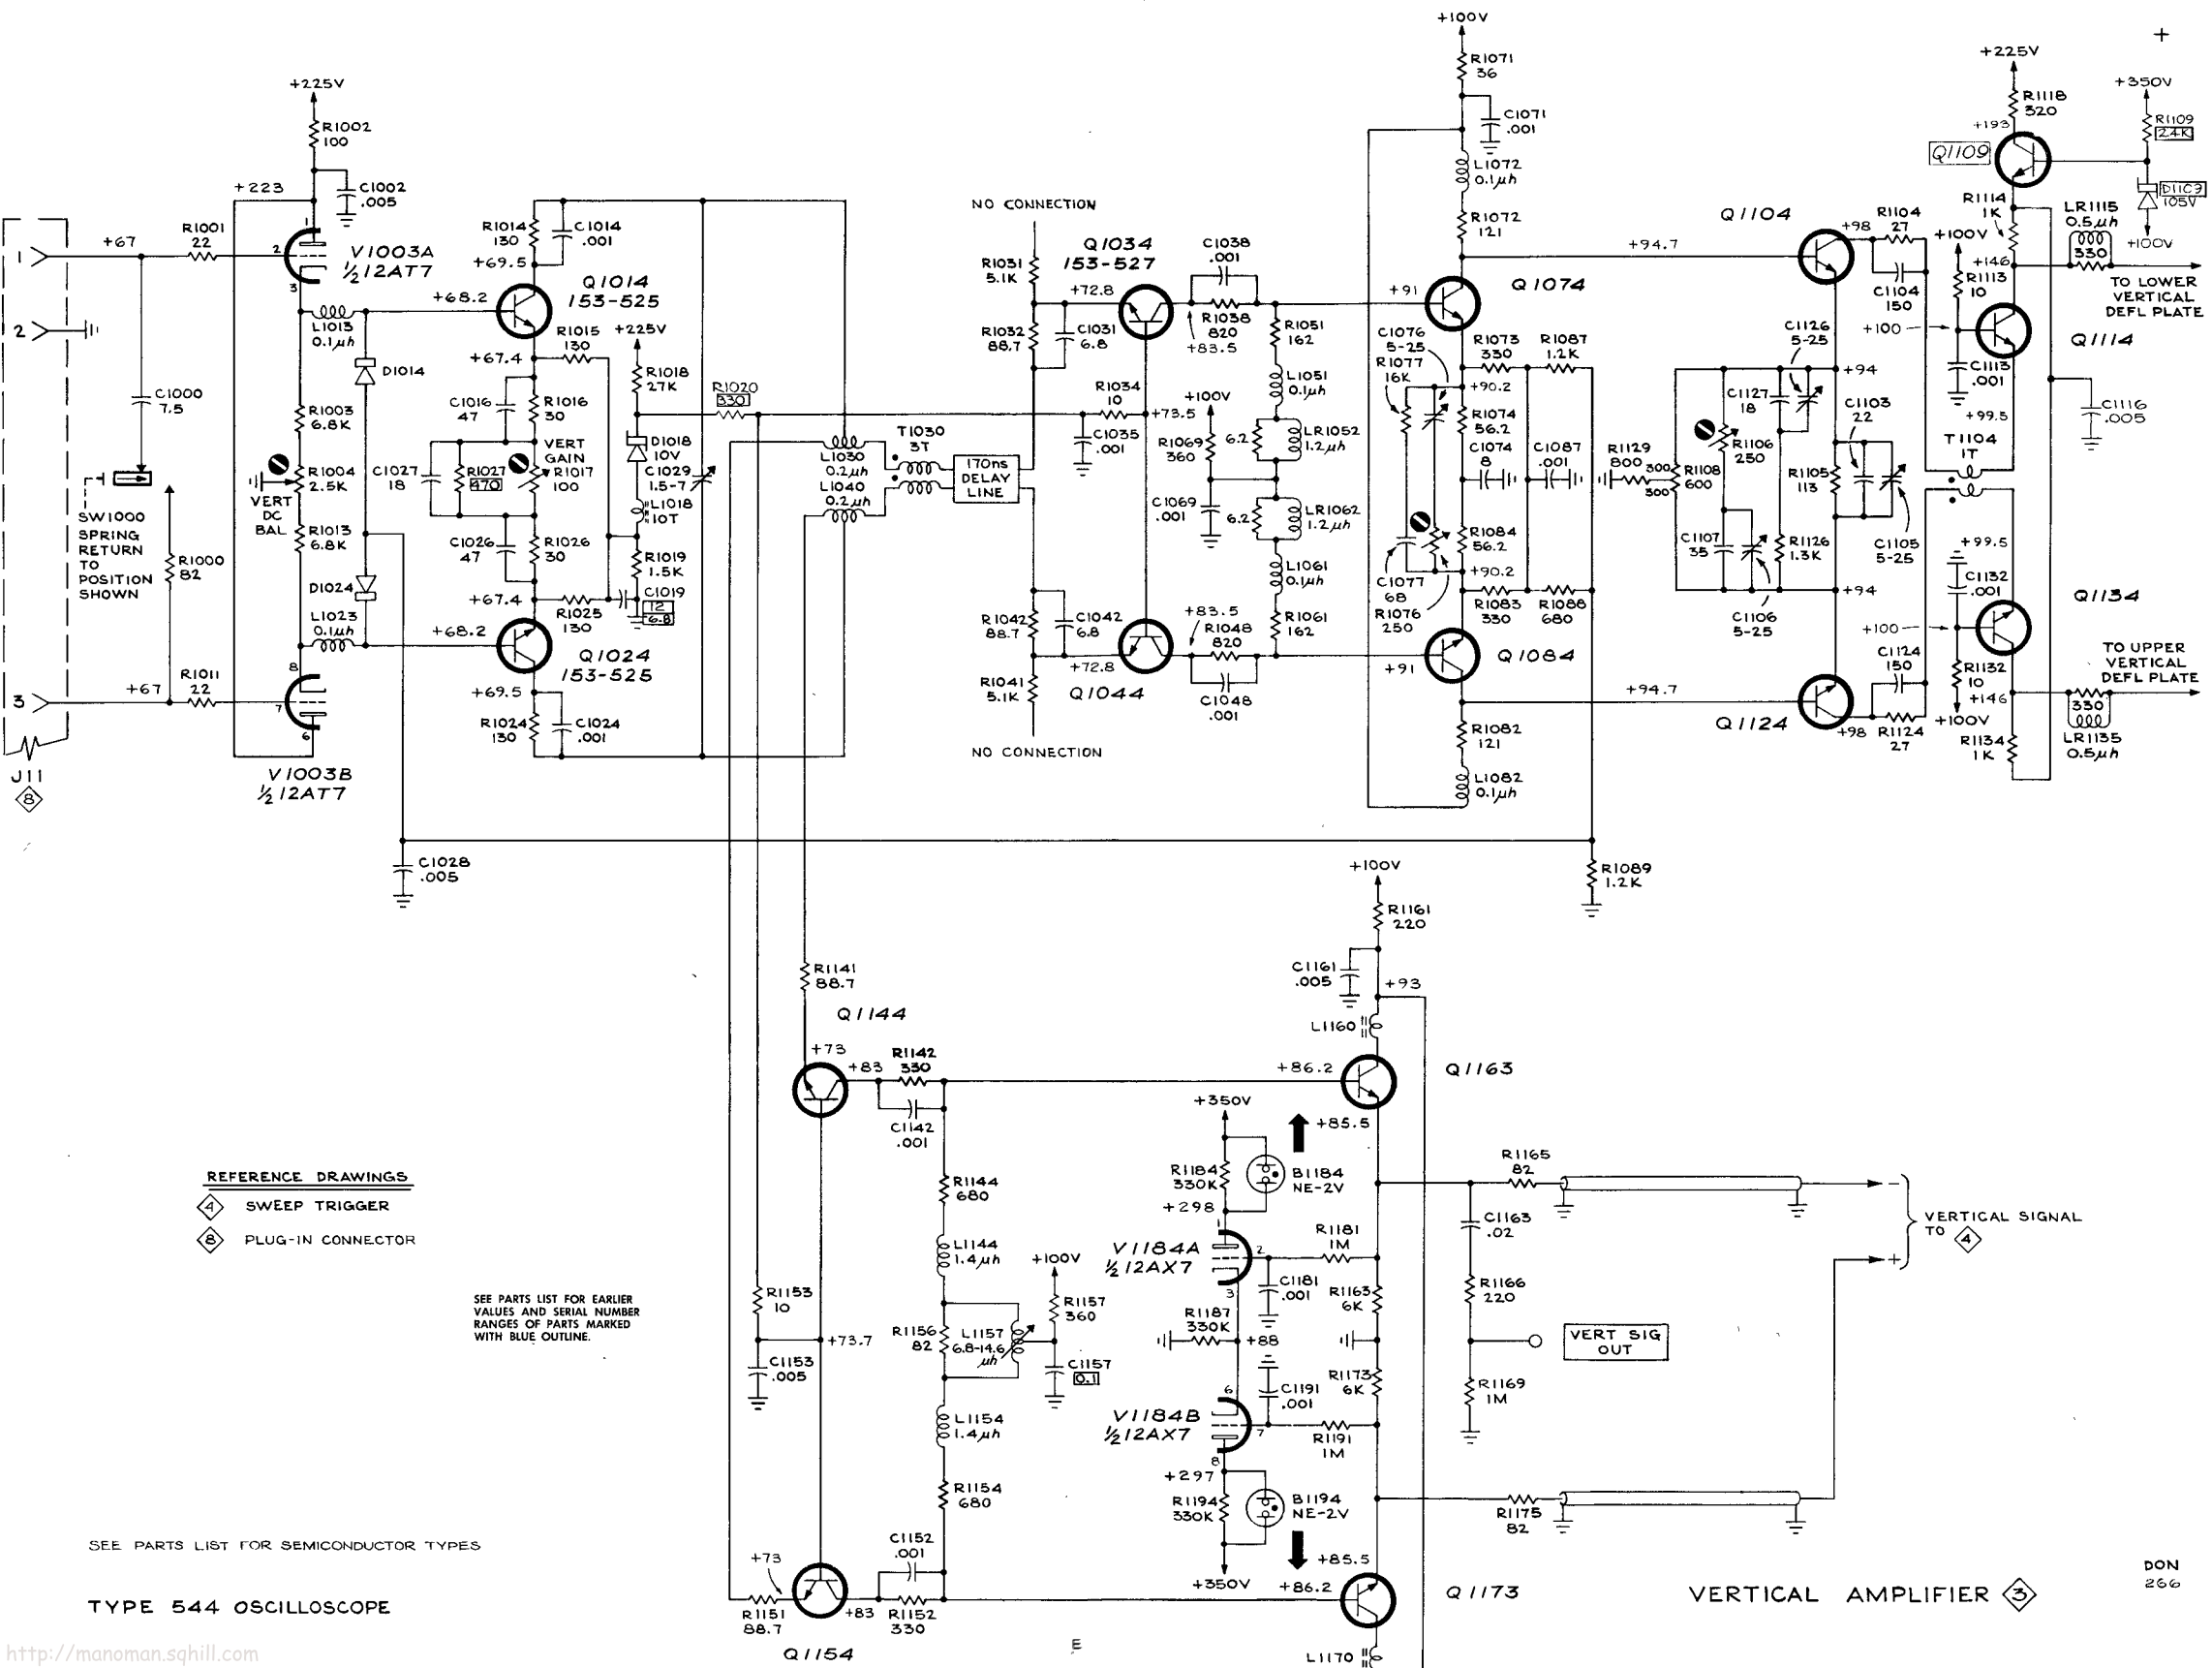 +100V
R1071
36
C1071
.001
L1072
0.1µh
R1072
121
+
+225V
R1118
320
+193
Q1109
+350V
R1109
24K
D1109
105V
+100V
+225V
R1002
100
+223
C1002
.005
R1001
22
+67
1
2
V1003A
½ 12AT7
1
2
3
L1013
0.1µh
R1014
130
C1014
.001
+69.5
+68.2
Q1014
153-525
R1015
130
+225V
+67.4
D1014
R1018
27K
R1020
330
C1016
47
R1016
30
C1000
7.5
R1003
6.8K
VERT
GAIN
R1017
100
D1018
10V
C1029
1.5-7
L1018
10T
C1027
18
R1027
470
R1004
2.5K
VERT
DC
BAL
SW1000
SPRING
RETURN
TO
POSITION
SHOWN
R1000
82
R1013
6.8K
C1026
47
R1026
30
R1019
1.5K
C1019
12
6.8
D1024
+67.4
R1025
130
L1023
0.1µh
+68.2
Q1024
153-525
+69.5
R1024
130
C1024
.001
3
+67
R1011
22
8
7
6
V1003B
½ 12AT7
J11
8
C1028
.005
L1030
0.2µh
L1040
0.2µh
T1030
3T
170ns
DELAY
LINE
NO CONNECTION
R1031
5.1K
+72.8
Q1034
153-527
R1032
88.7
C1031
6.8
C1038
.001
R1038
820
+83.5
R1034
10
+73.5
C1035
.001
R1051
162
L1051
0.1µh
+100V
R1069
360
6.2
LR1052
1.2µh
C1069
.001
6.2
LR1062
1.2µh
L1061
0.1µh
R1061
162
R1042
88.7
C1042
6.8
+72.8
R1041
5.1K
Q1044
+83.5
R1048
820
C1048
.001
NO CONNECTION
+91
Q1074
C1076
5-25
R1077
16K
R1073
330
R1087
1.2K
+90.2
R1074
56.2
C1074
8
C1087
.001
R1084
56.2
+90.2
C1077
68
R1076
250
R1083
330
R1088
680
+91
Q1084
R1082
121
L1082
0.1µh
R1089
1.2K
+94.7
Q1104
+98
R1104
27
C1104
150
C1126
5-25
+94
C1127
18
C1103
22
R1129
800
300
300
R1108
600
R1106
250
R1105
113
C1107
35
C1106
5-25
R1126
1.3K
C1105
5-25
+94
+94.7
Q1124
+98
C1124
150
R1124
27
R1114
1K
+100V
R1113
10
+146
LR1115
0.5µh
330
TO LOWER
VERTICAL
DEFL PLATE
+100
Q1114
C1113
.001
+99.5
C1116
.005
T1104
1T
+99.5
C1132
.001
Q1134
+100
R1132
10
+146
+100V
R1134
1K
TO UPPER
VERTICAL
DEFL PLATE
330
LR1135
0.5µh
R1141
88.7
Q1144
+73
+83
R1142
330
C1142
.001
R1144
680
L1144
1.4µh
R1153
10
R1156
82
L1157
6.8-14.6
µh
+100V
R1157
360
C1157
0.1
+73.7
C1153
.005
L1154
1.4µh
R1154
680
+73
R1151
88.7
+83
C1152
.001
R1152
330
Q1154
+100V
R1161
220
C1161
.005
+93
L1160
+86.2
Q1163
+85.5
+350V
R1184
330K
B1184
NE-2V
+298
1
V1184A
½ 12AX7
2
3
R1181
1M
C1181
.001
R1187
330K
+88
R1163
6K
R1173
6K
C1191
.001
6
V1184B
½ 12AX7
7
8
R1191
1M
+297
R1194
330K
B1194
NE-2V
+350V
+85.5
+86.2
Q1173
L1170
R1165
82
C1163
.02
R1166
220
VERT SIG
OUT
R1169
1M
R1175
82
-
+
VERTICAL SIGNAL
TO 4
REFERENCE DRAWINGS
4 SWEEP TRIGGER
8 PLUG-IN CONNECTOR
SEE PARTS LIST FOR EARLIER
VALUES AND SERIAL NUMBER
RANGES OF PARTS MARKED
WITH BLUE OUTLINE.
SEE PARTS LIST FOR SEMICONDUCTOR TYPES
TYPE 544 OSCILLOSCOPE
E
VERTICAL AMPLIFIER 3
DON
266
http://manoman.sqhill.com